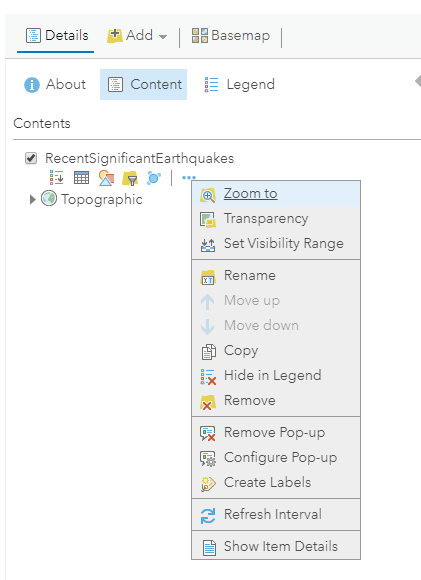 Details Add Basemap
About Content Legend
Contents
RecentSignificantEarthquakes
Topographic
Zoom to
Transparency
Set Visibility Range
Rename
Move up
Move down
Copy
Hide in Legend
Remove
Remove Pop-up
Configure Pop-up
Create Labels
Refresh Interval
Show Item Details